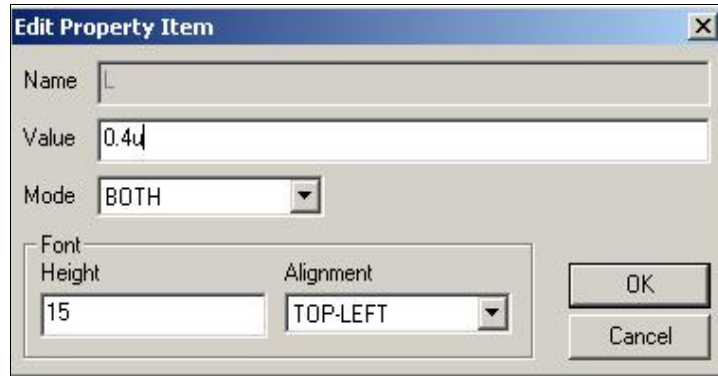 Edit Property Item
Name L
Value 0.4u
Mode BOTH
Font
Height Alignment
15 TOP-LEFT
OK
Cancel